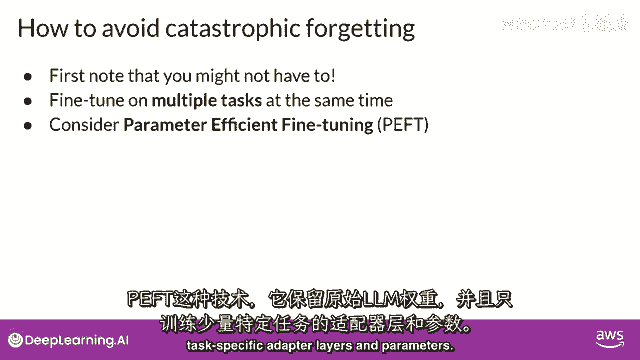 How to avoid catastrophic forgetting
● First note that you might not have to!
● Fine-tune on multiple tasks at the same time
● Consider Parameter Efficient Fine-tuning (PEFT)
PEFT这种技术，它保留原始LLM权重，并且只
训练少量特定任务的适配器层和参数。
task-specific adapter layers and parameters.
DeepLearning.AI
aws